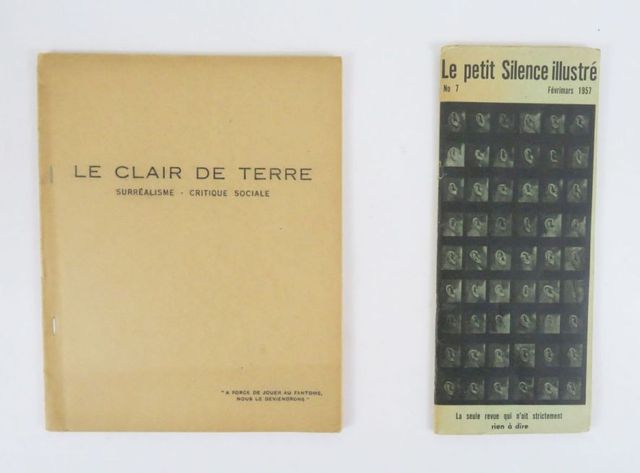 LE CLAIR DE TERRE
SURRÉALISME - CRITIQUE SOCIALE
"A FORCE DE JOUER AU FANTOME,
NOUS LE DEVIENDRONS"
Le petit Silence illustré
No 7 Févrimars 1957
La seule revue qui n'ait strictement
rien à dire